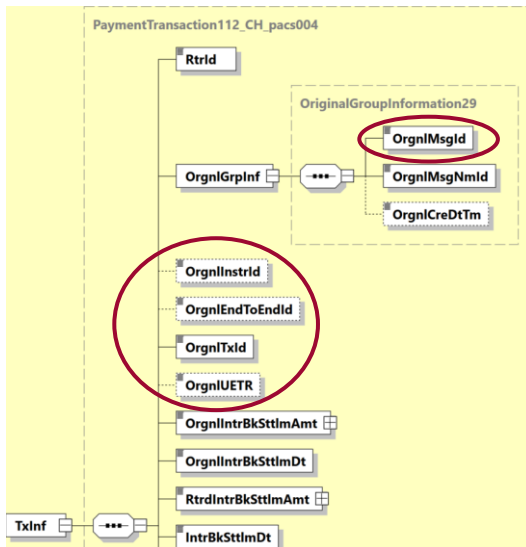 PaymentTransaction112_CH_pacs004
RtrId
OriginalGroupInformation29
OrgnlMsgId
OrgnlGrpInf
OrgnlMsgNmId
OrgnlCreDtTm
OrgnlInstrId
OrgnlEndToEndId
OrgnlTxId
OrgnlUETR
OrgnlIntrBkSttlmAmt
OrgnlIntrBkSttlmDt
RtrdIntrBkSttlmAmt
TxInf
IntrBkSttlmDt